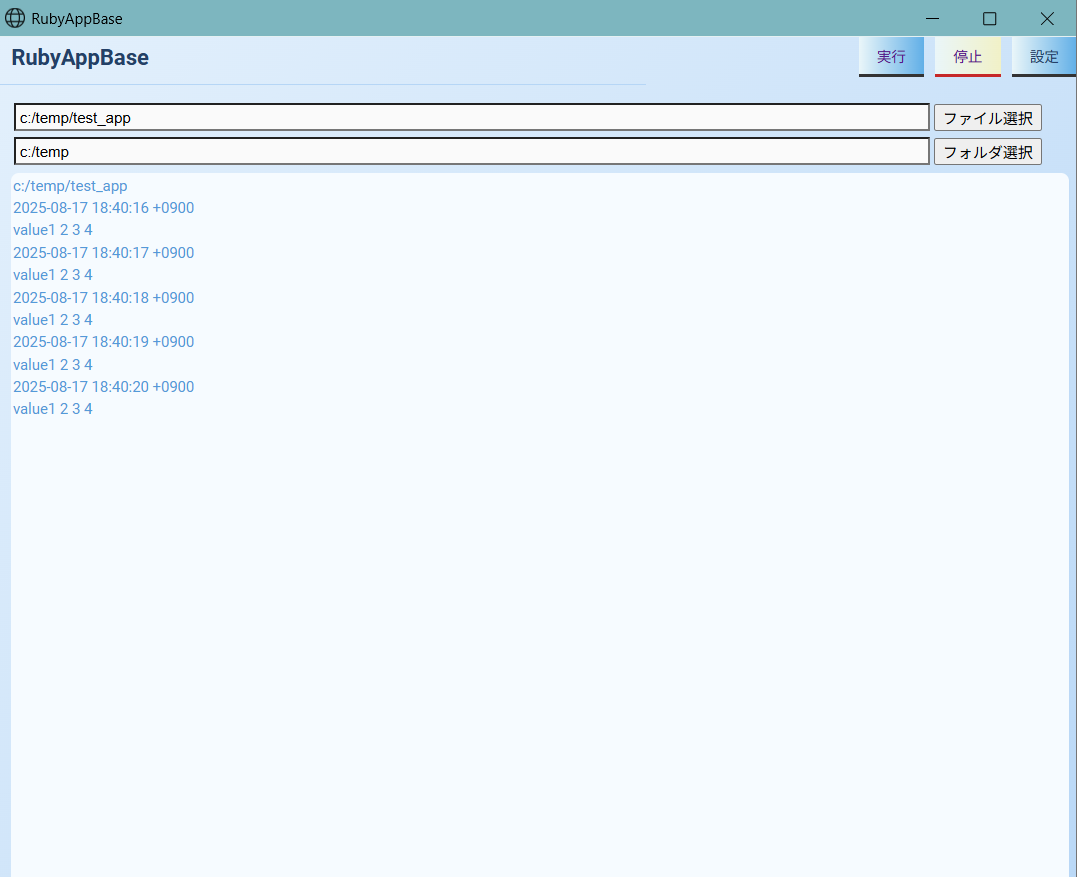 RubyAppBase
RubyAppBase
実行 停止 設定
c:/temp/test_app ファイル選択
c:/temp フォルダ選択
c:/temp/test_app
2025-08-17 18:40:16 +0900
value1 2 3 4
2025-08-17 18:40:17 +0900
value1 2 3 4
2025-08-17 18:40:18 +0900
value1 2 3 4
2025-08-17 18:40:19 +0900
value1 2 3 4
2025-08-17 18:40:20 +0900
value1 2 3 4